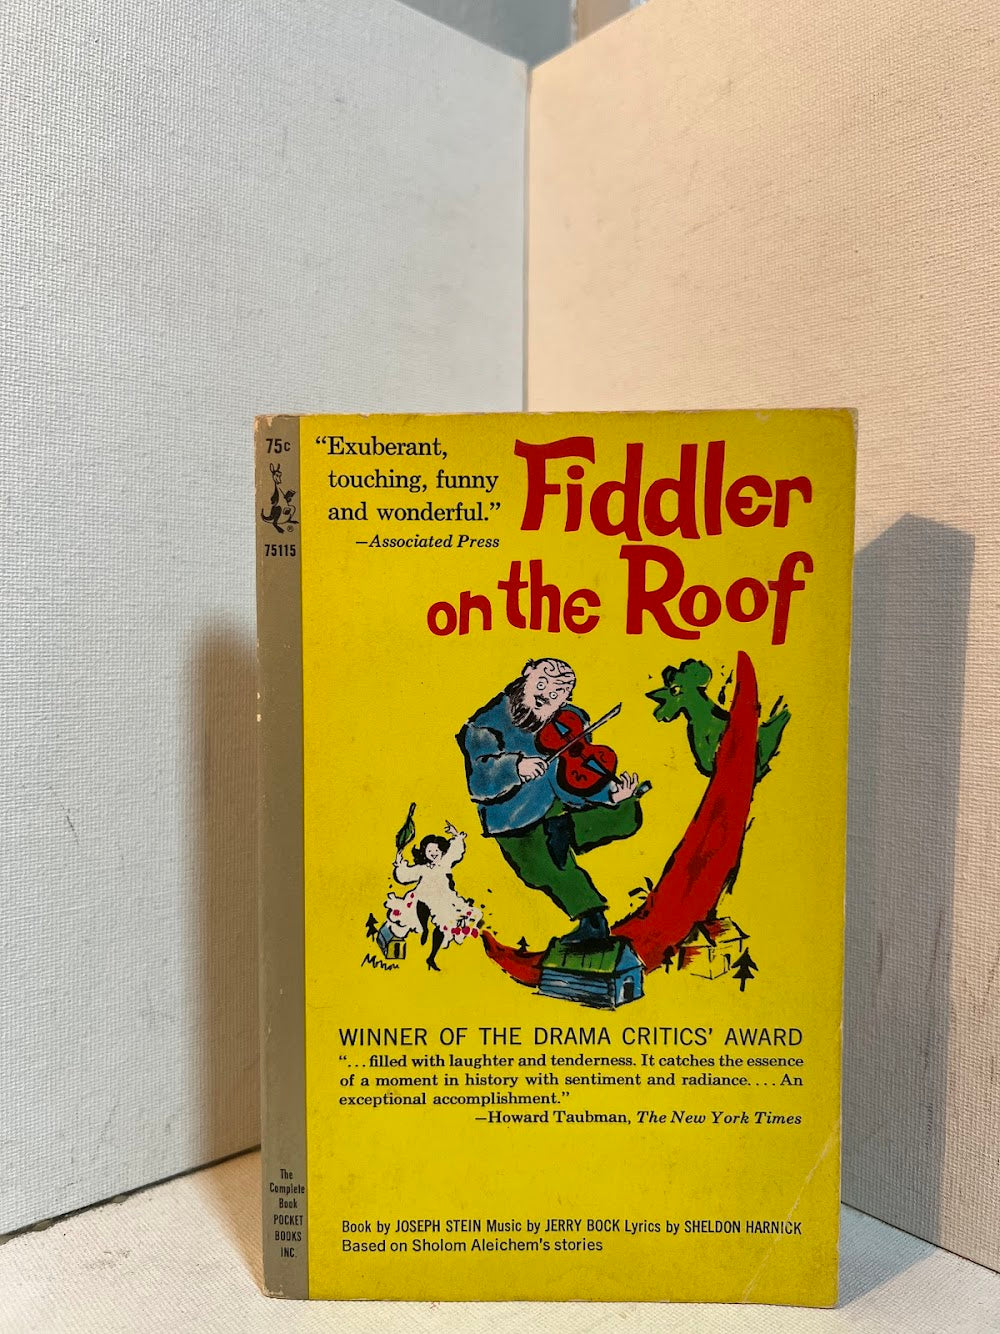 75c
75115
“Exuberant,
touching, funny
and wonderful.”
—Associated Press
Fiddler
on the Roof
WINNER OF THE DRAMA CRITICS’ AWARD
“...filled with laughter and tenderness. It catches the essence
of a moment in history with sentiment and radiance.... An
exceptional accomplishment.”
—Howard Taubman, The New York Times
The
Complete
Book
POCKET
BOOKS
INC.
Book by JOSEPH STEIN Music by JERRY BOCK Lyrics by SHELDON HARNICK
Based on Sholom Aleichem's stories